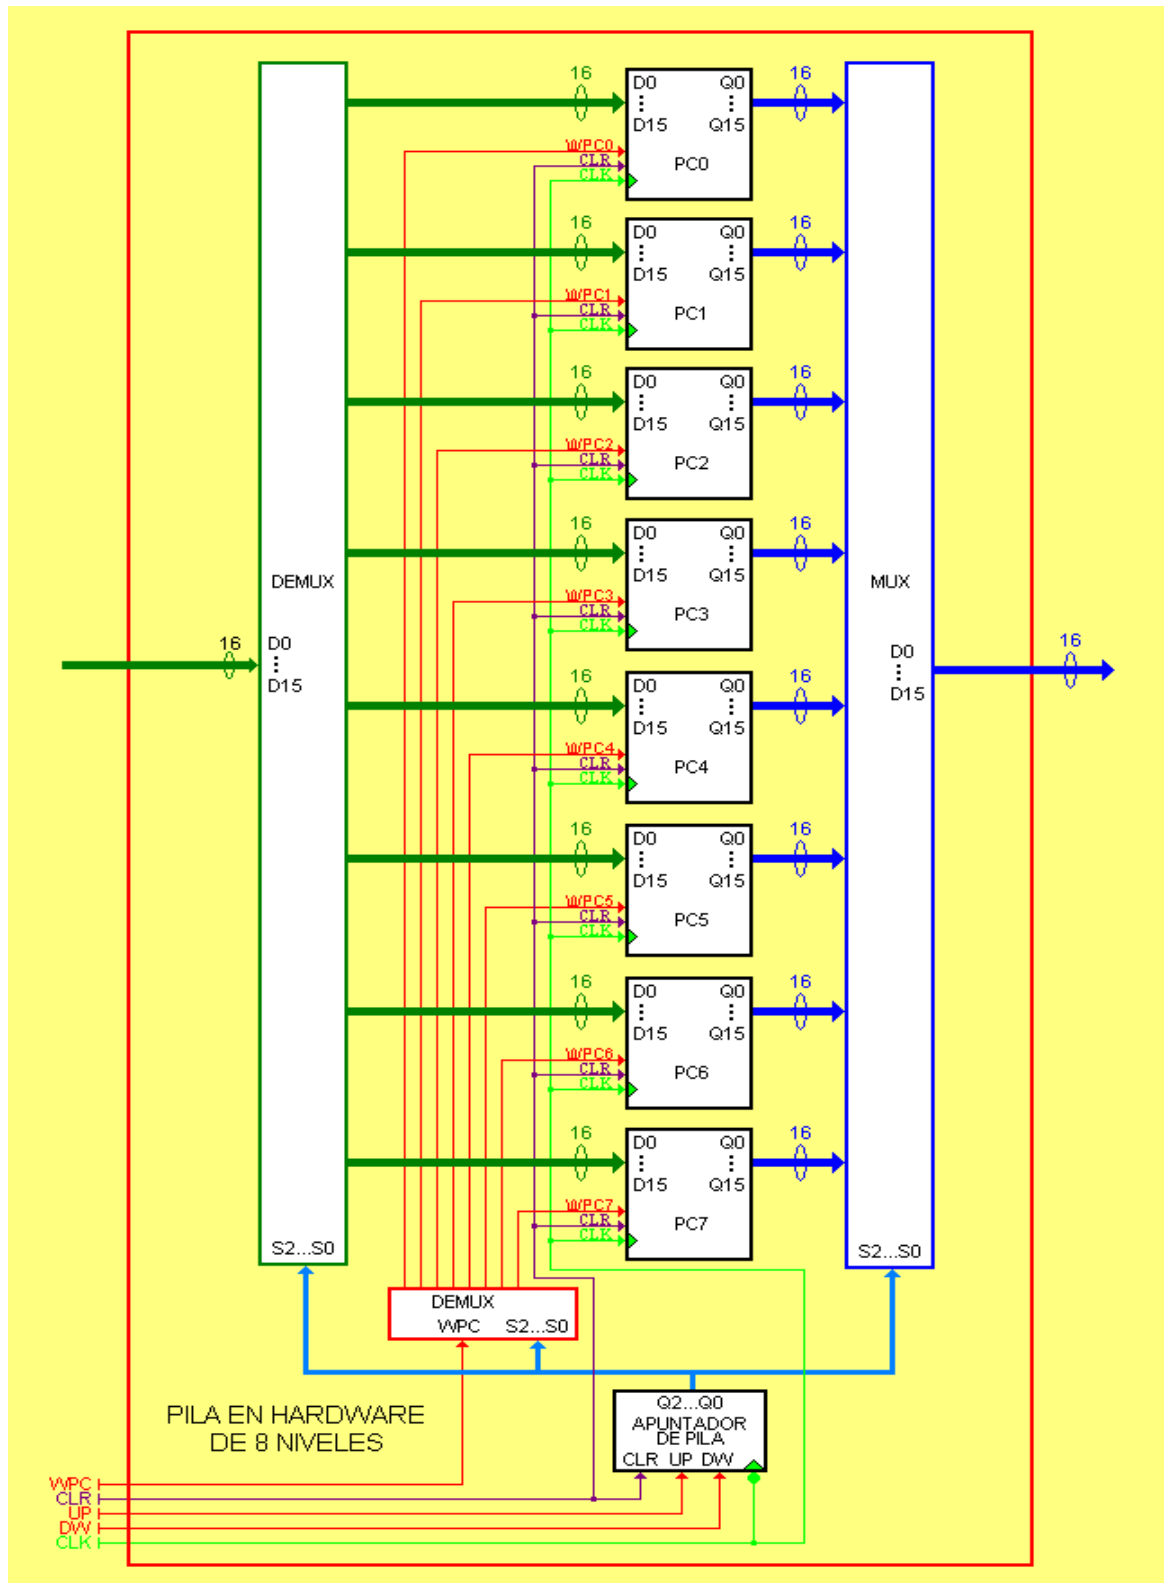 16 16
D0 Q0
D15 Q15
WPC0
CLR
CLK
PC0
16 16
D0 Q0
D15 Q15
WPC1
CLR
CLK
PC1
16 16
D0 Q0
D15 Q15
WPC2
CLR
CLK
PC2
16 16
D0 Q0
D15 Q15
WPC3
CLR
CLK
PC3
DEMUX
MUX
16
D0
D15
D0
D15
16
16 16
D0 Q0
D15 Q15
WPC4
CLR
CLK
PC4
16 16
D0 Q0
D15 Q15
WPC5
CLR
CLK
PC5
16 16
D0 Q0
D15 Q15
WPC6
CLR
CLK
PC6
16 16
D0 Q0
D15 Q15
WPC7
CLR
CLK
PC7
S2...S0
S2...S0
DEMUX
WPC S2...S0
Q2...Q0
APUNTADOR
DE PILA
CLR UP DW
PILA EN HARDWARE
DE 8 NIVELES
WPC
CLR
UP
DW
CLK